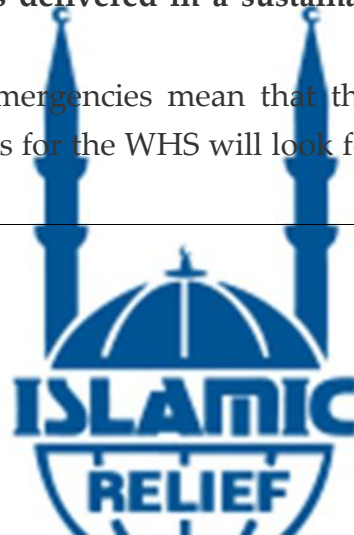 s delivered in a sustaina
mergencies mean that th
s for the WHS will look f
ISLAMIC
RELIEF